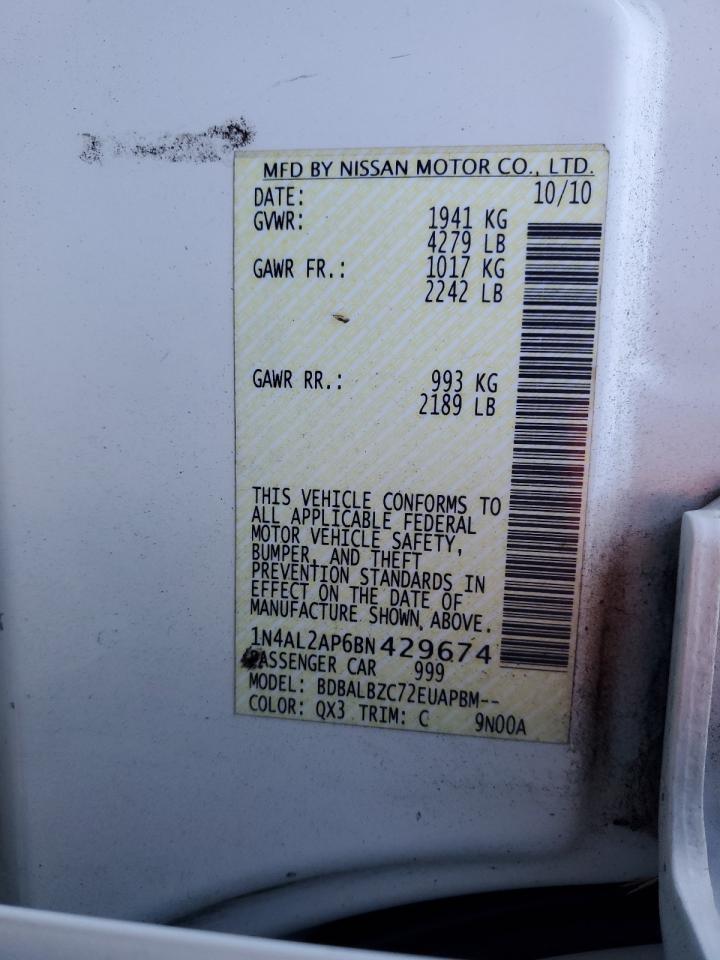 MFD BY NISSAN MOTOR CO., LTD.
DATE: 10/10
GVWR: 1941 KG
4279 LB
GAWR FR.: 1017 KG
2242 LB
GAWR RR.: 993 KG
2189 LB
THIS VEHICLE CONFORMS TO
ALL APPLICABLE FEDERAL
MOTOR VEHICLE SAFETY,
BUMPER, AND THEFT
PREVENTION STANDARDS IN
EFFECT ON THE DATE OF
MANUFACTURE SHOWN ABOVE.
1N4AL2AP6BN429674
PASSENGER CAR 999
MODEL: BDBALBZC72EUAPBM--
COLOR: QX3 TRIM: C 9N00A